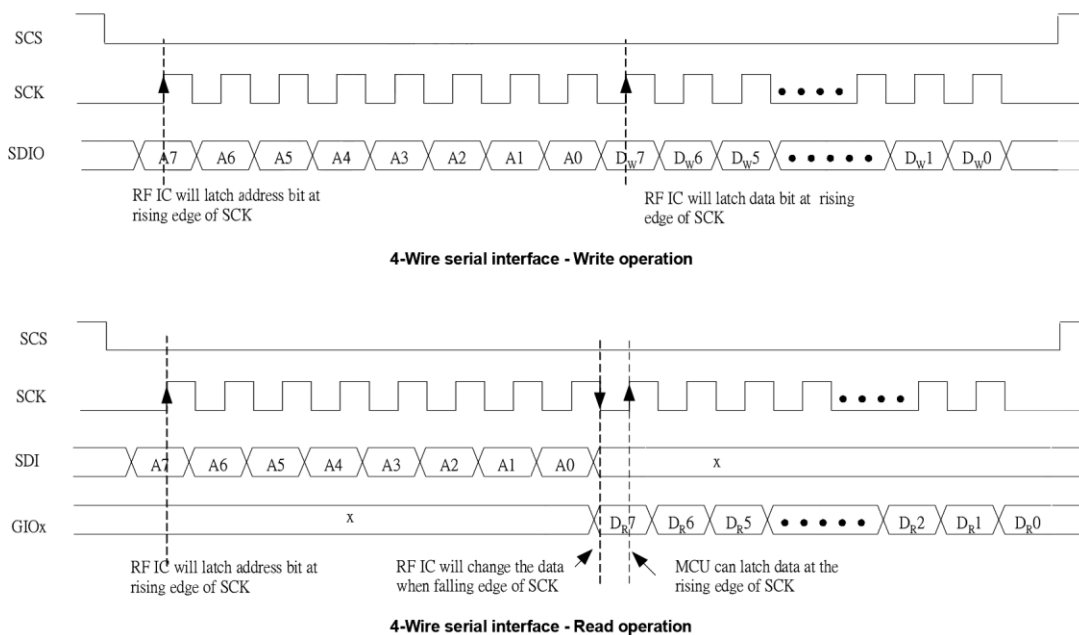 SCS
SCK
SDIO A7 A6 A5 A4 A3 A2 A1 A0 DW7 DW6 DW5 DW1 DW0
RF IC will latch address bit at
rising edge of SCK
RF IC will latch data bit at rising
edge of SCK
4-Wire serial interface - Write operation
SCS
SCK
SDI A7 A6 A5 A4 A3 A2 A1 A0 x
GIOx x DR7 DR6 DR5 DR2 DR1 DR0
RF IC will latch address bit at
rising edge of SCK
RF IC will change the data
when falling edge of SCK
MCU can latch data at the
rising edge of SCK
4-Wire serial interface - Read operation